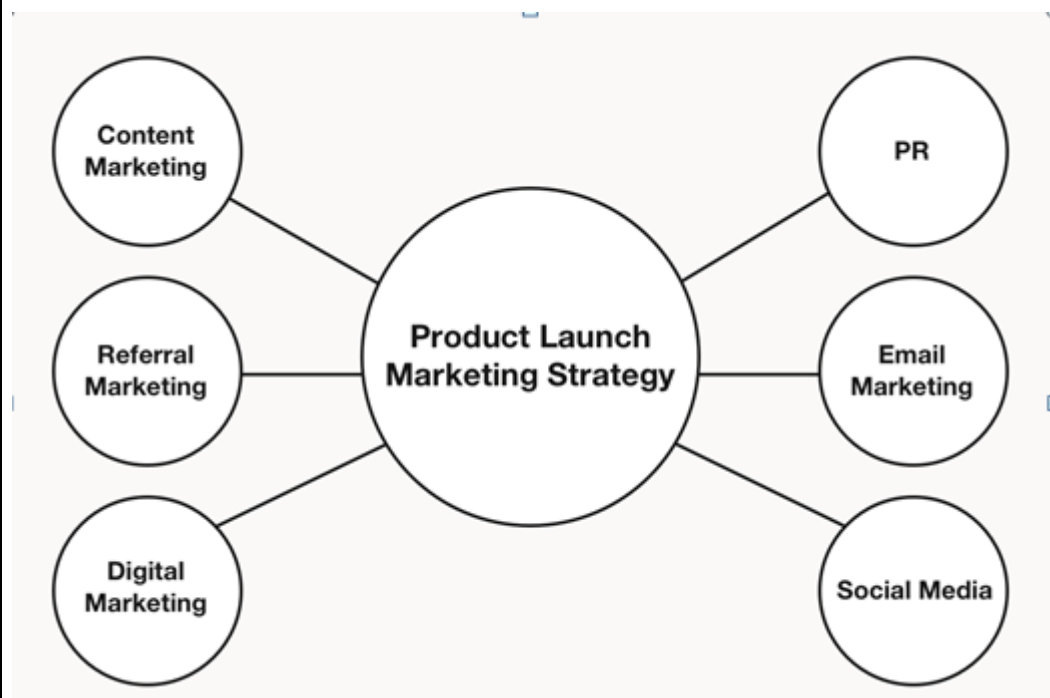 Content
Marketing
PR
Product Launch
Marketing Strategy
Referral
Marketing
Email
Marketing
Digital
Marketing
Social Media